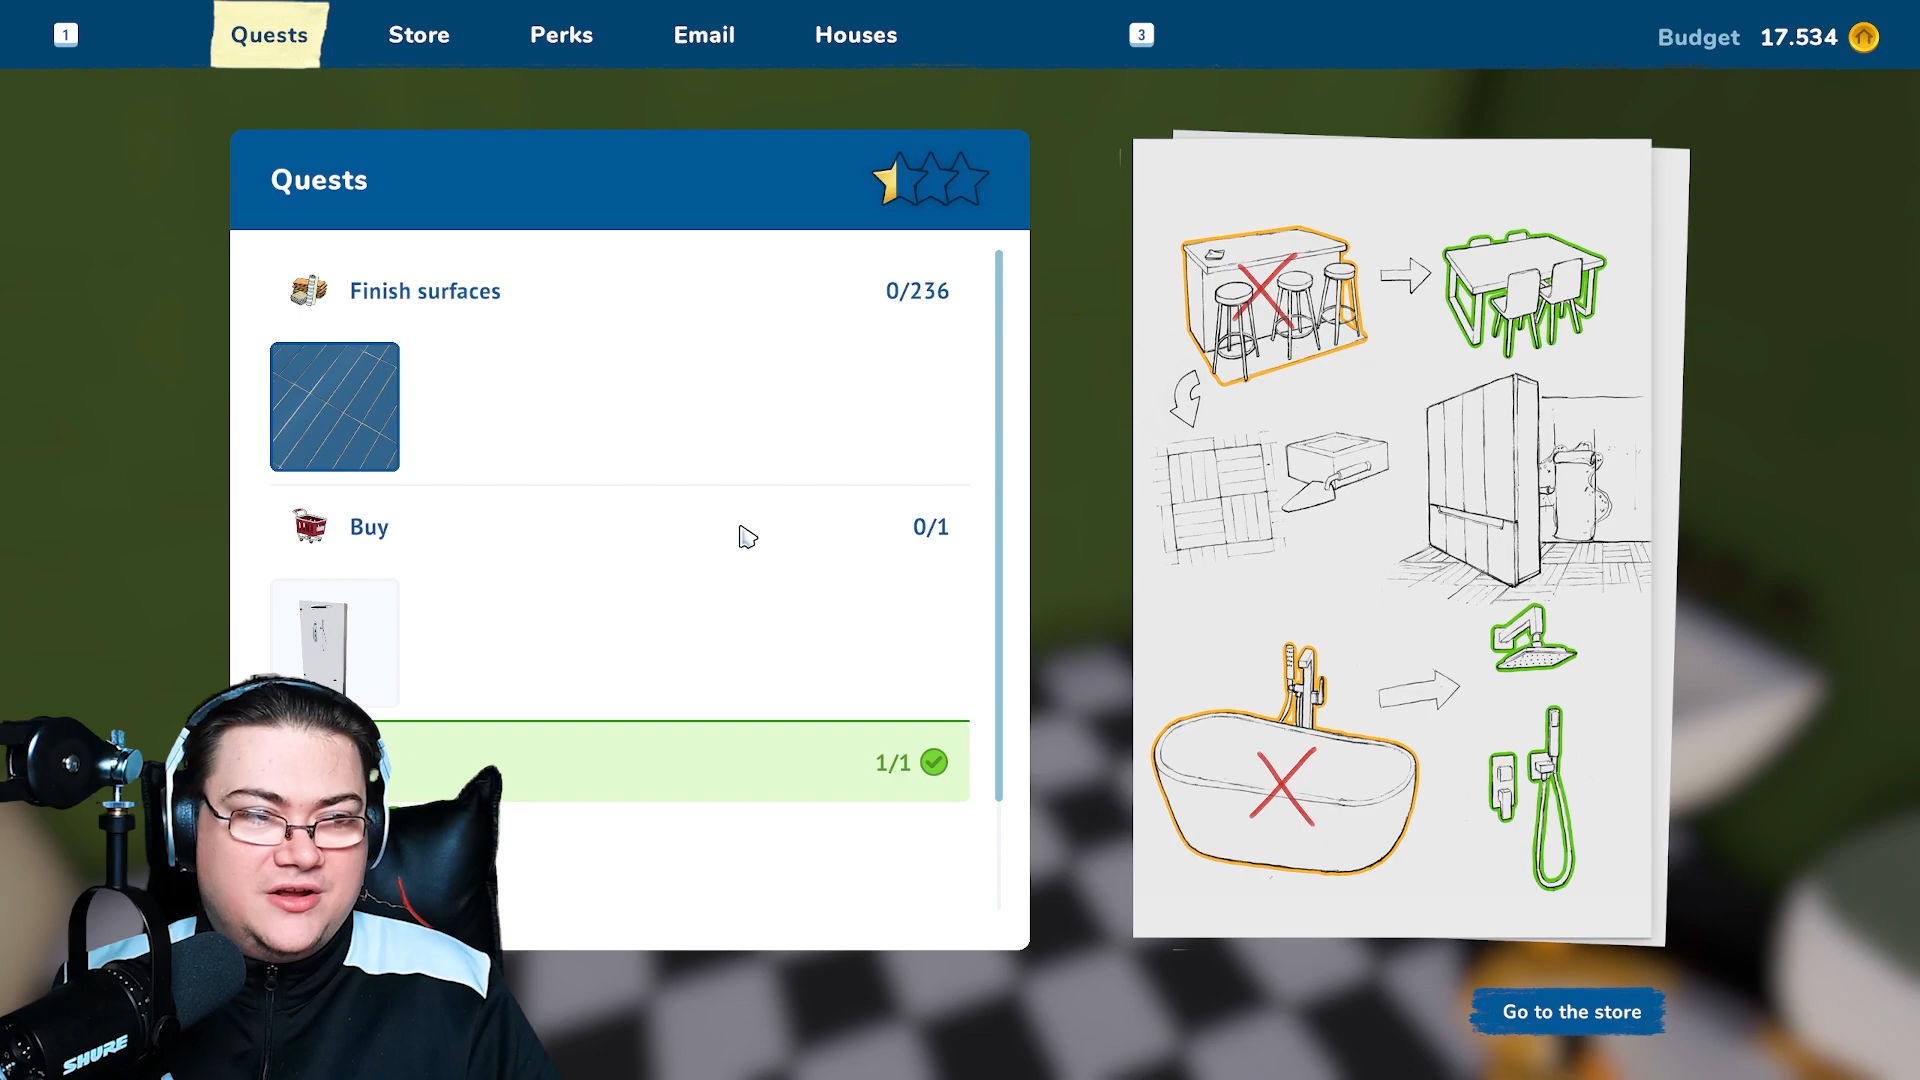 1
Quests
Store
Perks
Email
Houses
3
Budget 17.534
Quests
Finish surfaces 0/236
Buy 0/1
1/1
Go to the store
SHURE